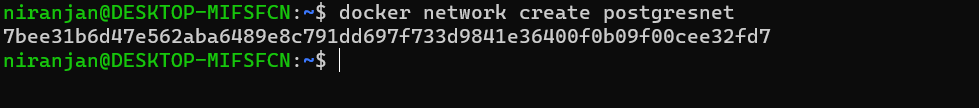 niranjan@DESKTOP-MIFSFCN:~$ docker network create postgresnet
7bee31b6d47e562aba6489e8c791dd697f733d9841e36400f0b09f00cee32fd7
niranjan@DESKTOP-MIFSFCN:~$